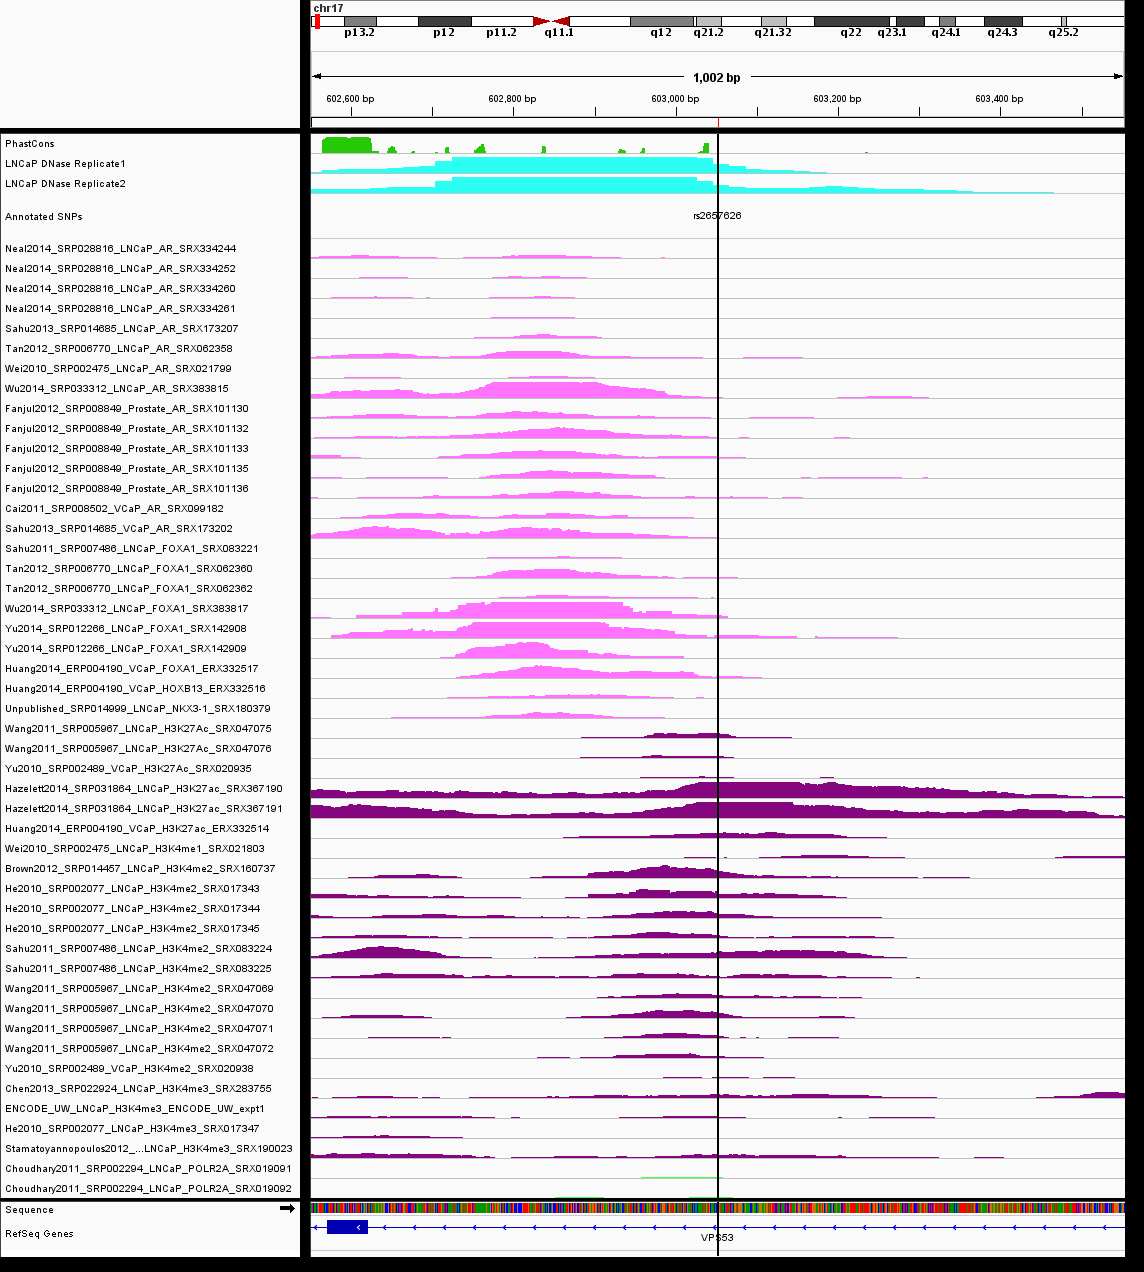 chr17
p13.2 p12 p11.2 q11.1 q12 q21.2 q21.32 q22 q23.1 q24.1 q24.3 q25.2
1,002 bp
602,600 bp 602,800 bp 603,000 bp 603,200 bp 603,400 bp
PhastCons
LNCaP DNase Replicate1
LNCaP DNase Replicate2
Annotated SNPs rs2657626
Neal2014_SRP028816_LNCaP_AR_SRX334244
Neal2014_SRP028816_LNCaP_AR_SRX334252
Neal2014_SRP028816_LNCaP_AR_SRX334260
Neal2014_SRP028816_LNCaP_AR_SRX334261
Sahu2013_SRP014685_LNCaP_AR_SRX173207
Tan2012_SRP006770_LNCaP_AR_SRX062358
Wei2010_SRP002475_LNCaP_AR_SRX021799
Wu2014_SRP033312_LNCaP_AR_SRX383815
Fanjul2012_SRP008849_Prostate_AR_SRX101130
Fanjul2012_SRP008849_Prostate_AR_SRX101132
Fanjul2012_SRP008849_Prostate_AR_SRX101133
Fanjul2012_SRP008849_Prostate_AR_SRX101135
Fanjul2012_SRP008849_Prostate_AR_SRX101136
Cai2011_SRP008502_VCaP_AR_SRX099182
Sahu2013_SRP014685_VCaP_AR_SRX173202
Sahu2011_SRP007486_LNCaP_FOXA1_SRX083221
Tan2012_SRP006770_LNCaP_FOXA1_SRX062360
Tan2012_SRP006770_LNCaP_FOXA1_SRX062362
Wu2014_SRP033312_LNCaP_FOXA1_SRX383817
Yu2014_SRP012266_LNCaP_FOXA1_SRX142908
Yu2014_SRP012266_LNCaP_FOXA1_SRX142909
Huang2014_ERP004190_VCaP_FOXA1_ERX332517
Huang2014_ERP004190_VCaP_HOXB13_ERX332516
Unpublished_SRP014999_LNCaP_NKX3-1_SRX180379
Wang2011_SRP005967_LNCaP_H3K27Ac_SRX047075
Wang2011_SRP005967_LNCaP_H3K27Ac_SRX047076
Yu2010_SRP002489_VCaP_H3K27Ac_SRX020935
Hazelett2014_SRP031864_LNCaP_H3K27ac_SRX367190
Hazelett2014_SRP031864_LNCaP_H3K27ac_SRX367191
Huang2014_ERP004190_VCaP_H3K27ac_ERX332514
Wei2010_SRP002475_LNCaP_H3K4me1_SRX021803
Brown2012_SRP014457_LNCaP_H3K4me2_SRX160737
He2010_SRP002077_LNCaP_H3K4me2_SRX017343
He2010_SRP002077_LNCaP_H3K4me2_SRX017344
He2010_SRP002077_LNCaP_H3K4me2_SRX017345
Sahu2011_SRP007486_LNCaP_H3K4me2_SRX083224
Sahu2011_SRP007486_LNCaP_H3K4me2_SRX083225
Wang2011_SRP005967_LNCaP_H3K4me2_SRX047069
Wang2011_SRP005967_LNCaP_H3K4me2_SRX047070
Wang2011_SRP005967_LNCaP_H3K4me2_SRX047071
Wang2011_SRP005967_LNCaP_H3K4me2_SRX047072
Yu2010_SRP002489_VCaP_H3K4me2_SRX020938
Chen2013_SRP022924_LNCaP_H3K4me3_SRX283755
ENCODE_UW_LNCaP_H3K4me3_ENCODE_UW_expt1
He2010_SRP002077_LNCaP_H3K4me3_SRX017347
Stamatoyannopoulos2012_...LNCaP_H3K4me3_SRX190023
Choudhary2011_SRP002294_LNCaP_POLR2A_SRX019091
Choudhary2011_SRP002294_LNCaP_POLR2A_SRX019092
Sequence
RefSeq Genes VPS53